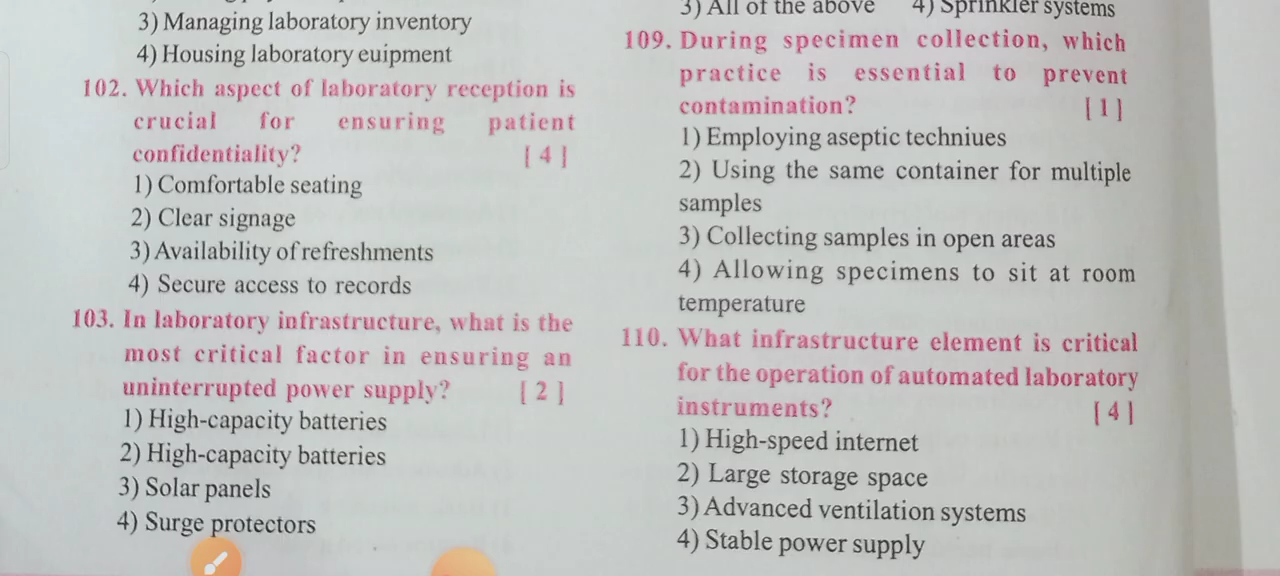 3) Managing laboratory inventory
4) Housing laboratory euipment
102. Which aspect of laboratory reception is
crucial for ensuring patient
confidentiality? [ 4 ]
1) Comfortable seating
2) Clear signage
3) Availability of refreshments
4) Secure access to records
103. In laboratory infrastructure, what is the
most critical factor in ensuring an
uninterrupted power supply? [ 2 ]
1) High-capacity batteries
2) High-capacity batteries
3) Solar panels
4) Surge protectors
3) All of the above 4) Sprinkler systems
109. During specimen collection, which
practice is essential to prevent
contamination? [ 1 ]
1) Employing aseptic techniues
2) Using the same container for multiple
samples
3) Collecting samples in open areas
4) Allowing specimens to sit at room
temperature
110. What infrastructure element is critical
for the operation of automated laboratory
instruments? [ 4 ]
1) High-speed internet
2) Large storage space
3) Advanced ventilation systems
4) Stable power supply